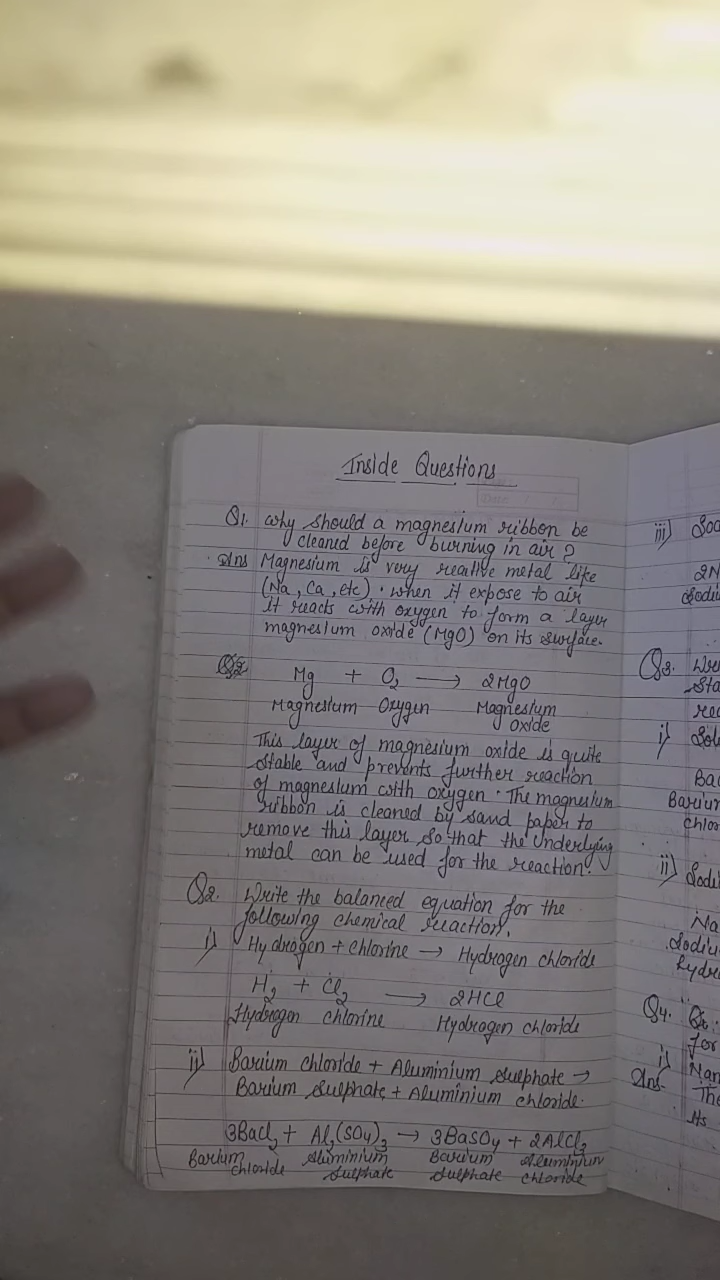 Inside Questions
Q1. Why should a magnesium ribbon be
cleaned before burning in air?
Ans Magnesium is very reactive metal like
(Na, Ca, etc). when it expose to air
It reacts with oxygen to form a layer
magnesium oxide (MgO) on its surface.
Mg + O2 → 2MgO
Magnesium Oxygen Magnesium
oxide
This layer of magnesium oxide is quite
stable and prevents further reaction
of magnesium with oxygen. The magnesium
ribbon is cleaned by sand paper to
remove this layer so that the underlying
metal can be used for the reaction.
Q2. Write the balanced equation for the
following chemical reaction.
i) Hydrogen + Chlorine → Hydrogen chloride
H2 + Cl2 → 2HCl
Hydrogen chlorine Hydrogen chloride
ii) Barium chloride + Aluminium sulphate →
Barium sulphate + Aluminium chloride.
3BaCl2 + Al2(SO4)3 → 3BaSO4 + 2AlCl3
Barium Aluminium Barium Aluminium
chloride sulphate sulphate chloride
iii)
Q3.
i)
ii)
Na
Q4.
for
i)
Ans- The
Its